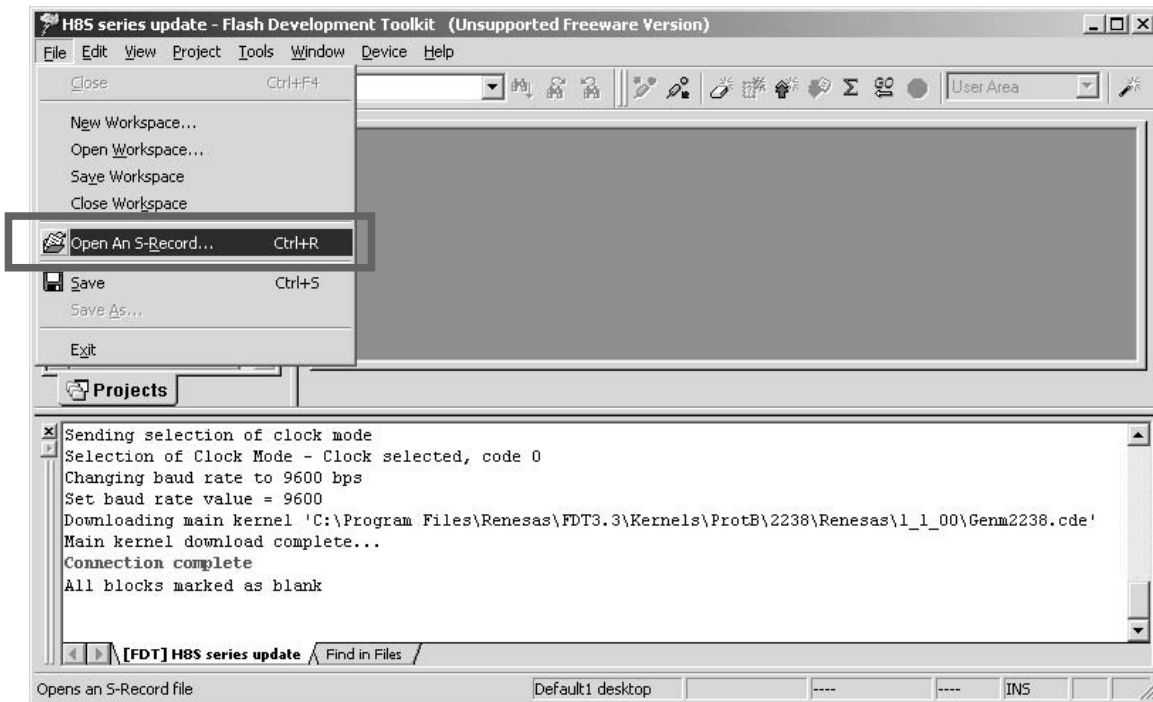 H8S series update - Flash Development Toolkit (Unsupported Freeware Version)
File Edit View Project Tools Window Device Help
Close Ctrl+F4
User Area
New Workspace...
Open Workspace...
Save Workspace
Close Workspace
Open An S-Record... Ctrl+R
Save Ctrl+S
Save As...
Exit
Projects
Sending selection of clock mode
Selection of Clock Mode - Clock selected, code 0
Changing baud rate to 9600 bps
Set baud rate value = 9600
Downloading main kernel 'C:\Program Files\Renesas\FDT3.3\Kernels\ProtB\2238\Renesas\1_1_00\Genm2238.cde'
Main kernel download complete...
Connection complete
All blocks marked as blank
[FDT] H8S series update Find in Files
Opens an S-Record file Default1 desktop ---- ---- INS